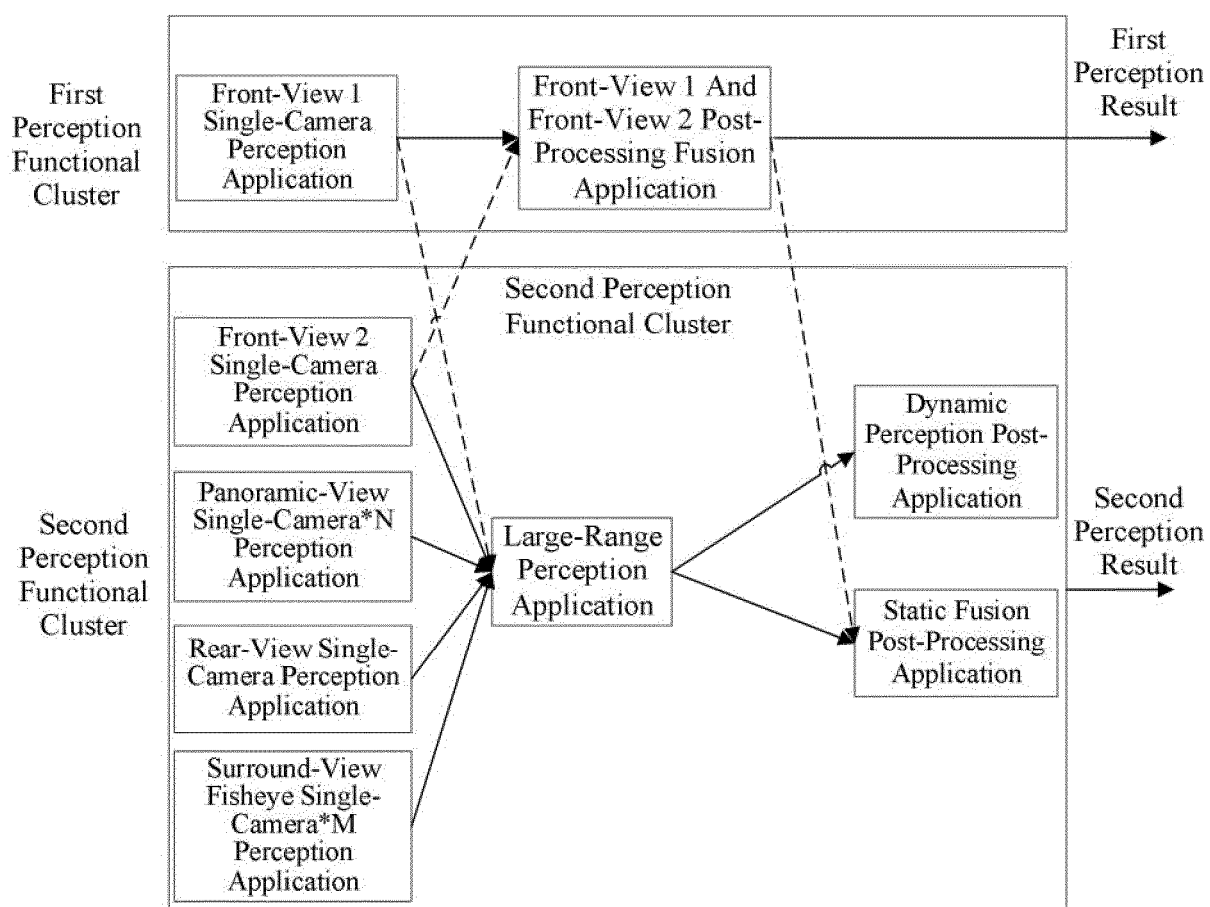 First
Perception
Functional
Cluster
Front-View 1
Single-Camera
Perception
Application
Front-View 1 And
Front-View 2 Post-
Processing Fusion
Application
First
Perception
Result
Second Perception
Functional Cluster
Second
Perception
Functional
Cluster
Front-View 2
Single-Camera
Perception
Application
Panoramic-View
Single-Camera*N
Perception
Application
Rear-View Single-
Camera Perception
Application
Surround-View
Fisheye Single-
Camera*M
Perception
Application
Large-Range
Perception
Application
Dynamic
Perception Post-
Processing
Application
Static Fusion
Post-Processing
Application
Second
Perception
Result